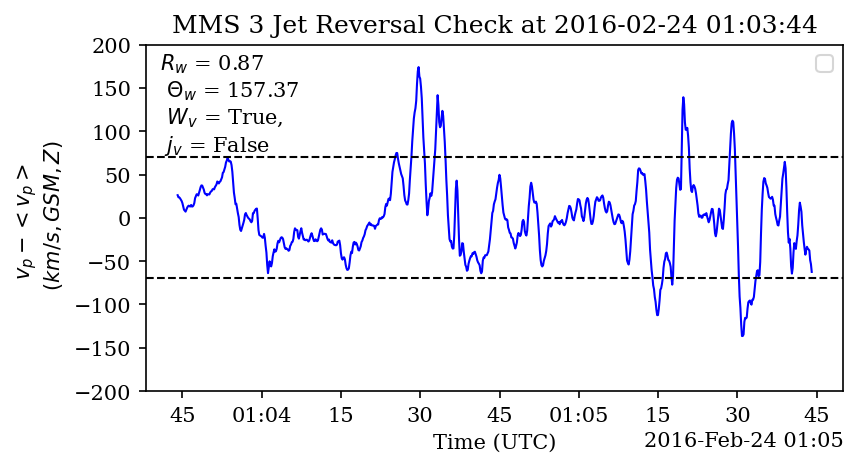 MMS 3 Jet Reversal Check at 2016-02-24 01:03:44
R_w = 0.87
Θ_w = 157.37
W_v = True,
j_v = False
v_p − < v_p >
(km/s, GSM, Z)
200
150
100
50
0
−50
−100
−150
−200
45 01:04 15 30 45 01:05 15 30 45
Time (UTC) 2016-Feb-24 01:05